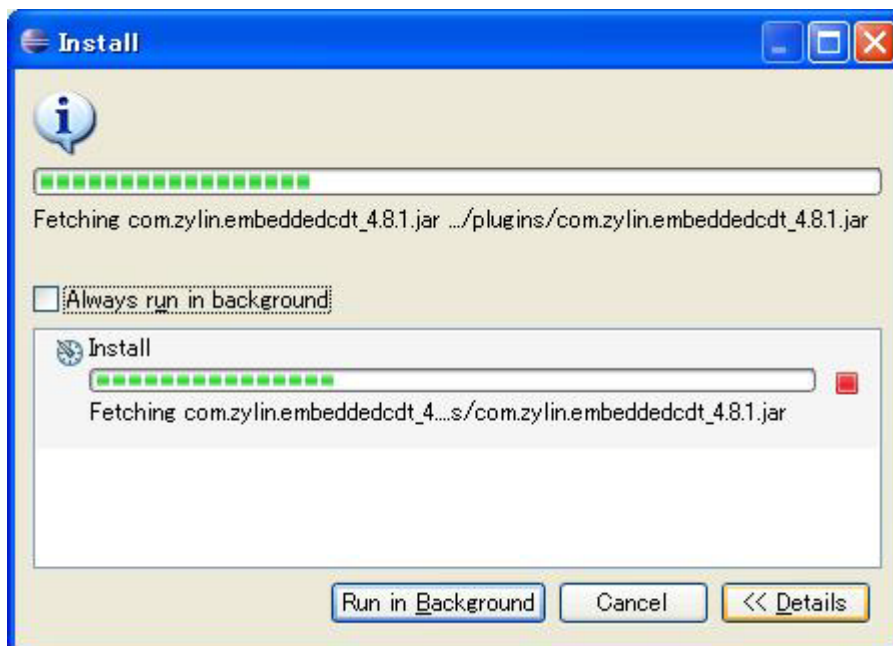 Install
Fetching com.zylin.embeddedcdt_4.8.1.jar .../plugins/com.zylin.embeddedcdt_4.8.1.jar
Always run in background
Install
Fetching com.zylin.embeddedcdt_4....s/com.zylin.embeddedcdt_4.8.1.jar
Run in Background Cancel << Details